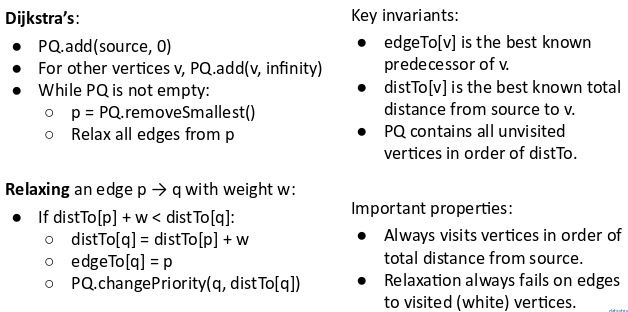 Dijkstra's:
● PQ.add(source, 0)
● For other vertices v, PQ.add(v, infinity)
● While PQ is not empty:
○ p = PQ.removeSmallest()
○ Relax all edges from p
Relaxing an edge p → q with weight w:
● If distTo[p] + w < distTo[q]:
○ distTo[q] = distTo[p] + w
○ edgeTo[q] = p
○ PQ.changePriority(q, distTo[q])
Key invariants:
● edgeTo[v] is the best known
predecessor of v.
● distTo[v] is the best known total
distance from source to v.
● PQ contains all unvisited
vertices in order of distTo.
Important properties:
● Always visits vertices in order of
total distance from source.
● Relaxation always fails on edges
to visited (white) vertices.